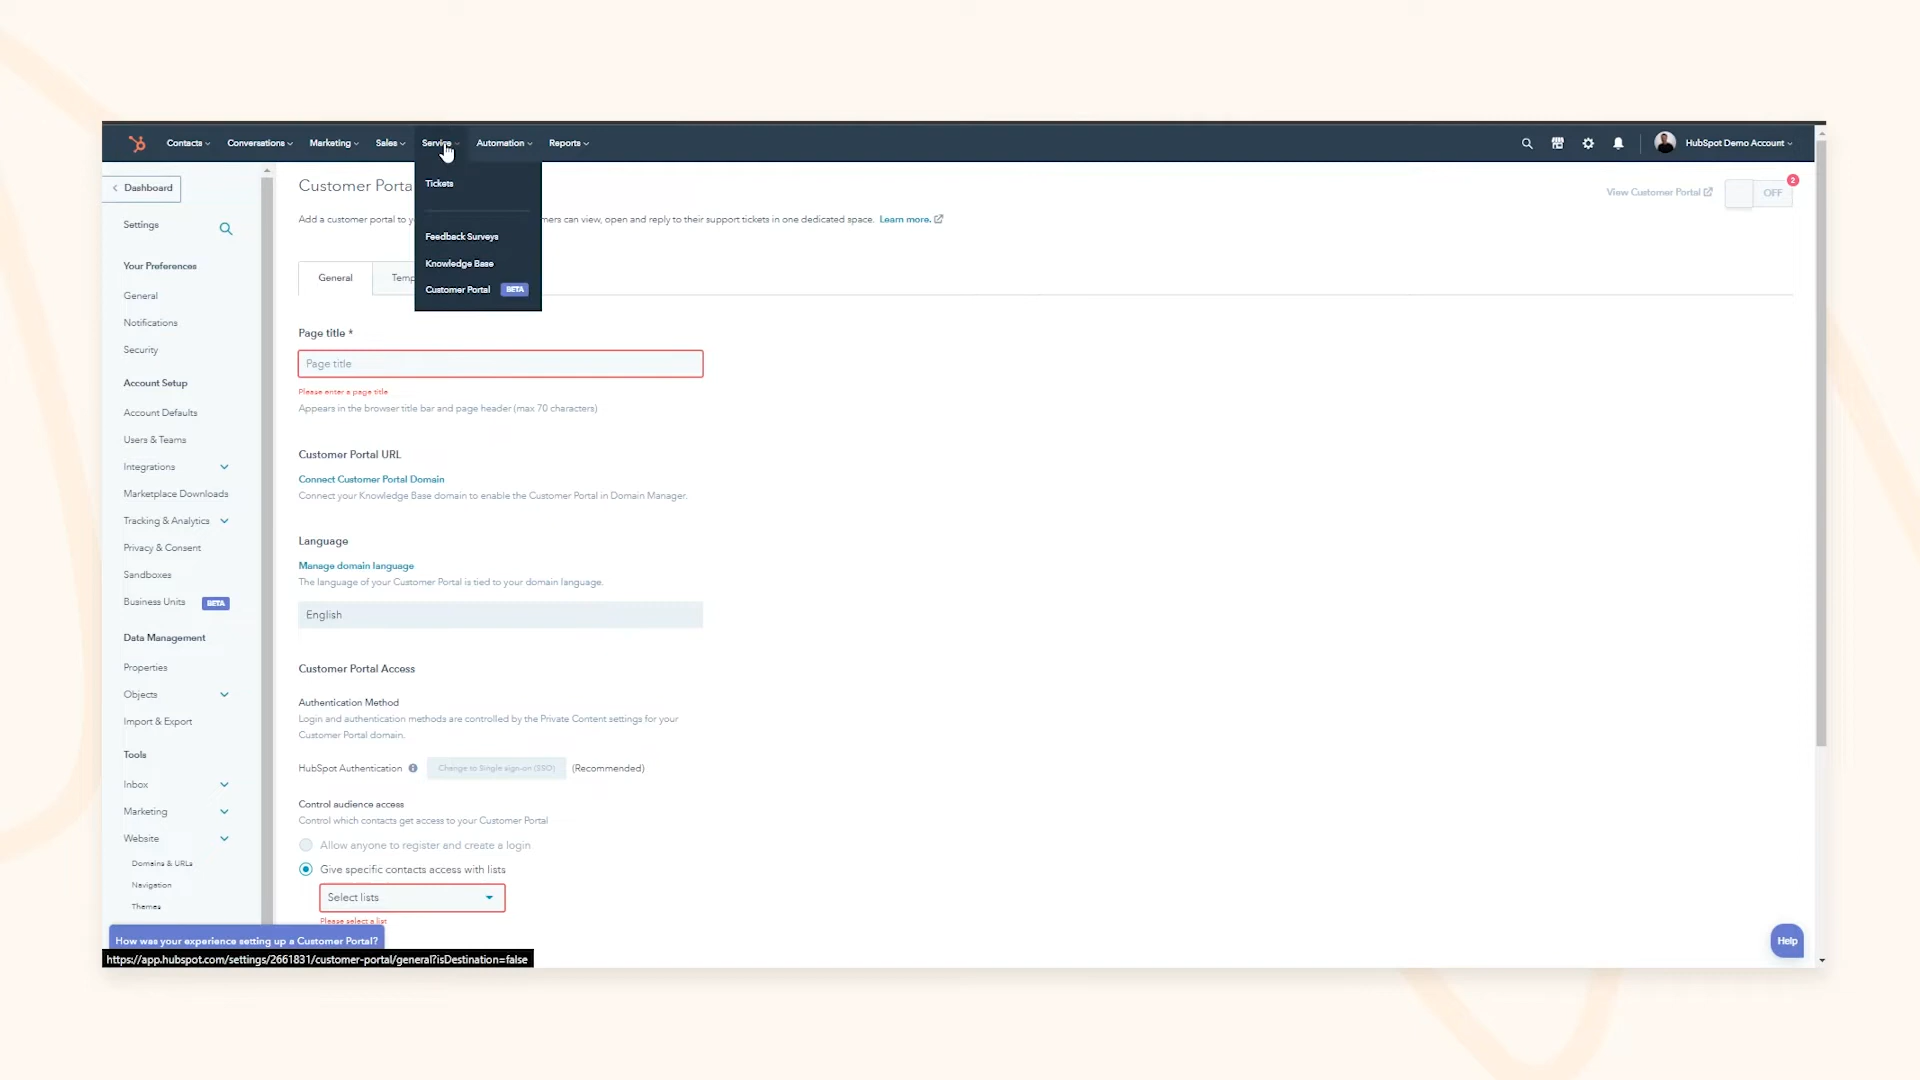 Contacts
Conversations
Marketing
Sales
Service
Automation
Reports
HubSpot Demo Account
Dashboard
Settings
Your Preferences
General
Notifications
Security
Account Setup
Account Defaults
Users & Teams
Integrations
Marketplace Downloads
Tracking & Analytics
Privacy & Consent
Sandboxes
Business Units BETA
Data Management
Properties
Objects
Import & Export
Tools
Inbox
Marketing
Website
Domains & URLs
Navigation
Themes
How was your experience setting up a Customer Portal?
https://app.hubspot.com/settings/2661831/customer-portal/general?isDestination=false
Tickets
Feedback Surveys
Knowledge Base
Customer Portal BETA
Customer Porta
View Customer Portal
OFF
2
Add a customer portal to mers can view, open and reply to their support tickets in one dedicated space. Learn more.
General
Page title *
Page title
Please enter a page title
Appears in the browser title bar and page header (max 70 characters)
Customer Portal URL
Connect Customer Portal Domain
Connect your Knowledge Base domain to enable the Customer Portal in Domain Manager.
Language
Manage domain language
The language of your Customer Portal is tied to your domain language.
English
Customer Portal Access
Authentication Method
Login and authentication methods are controlled by the Private Content settings for your
Customer Portal domain.
HubSpot Authentication Change to Single sign-on (SSO) (Recommended)
Control audience access
Control which contacts get access to your Customer Portal
Allow anyone to register and create a login
Give specific contacts access with lists
Select lists
Please select a list
Help